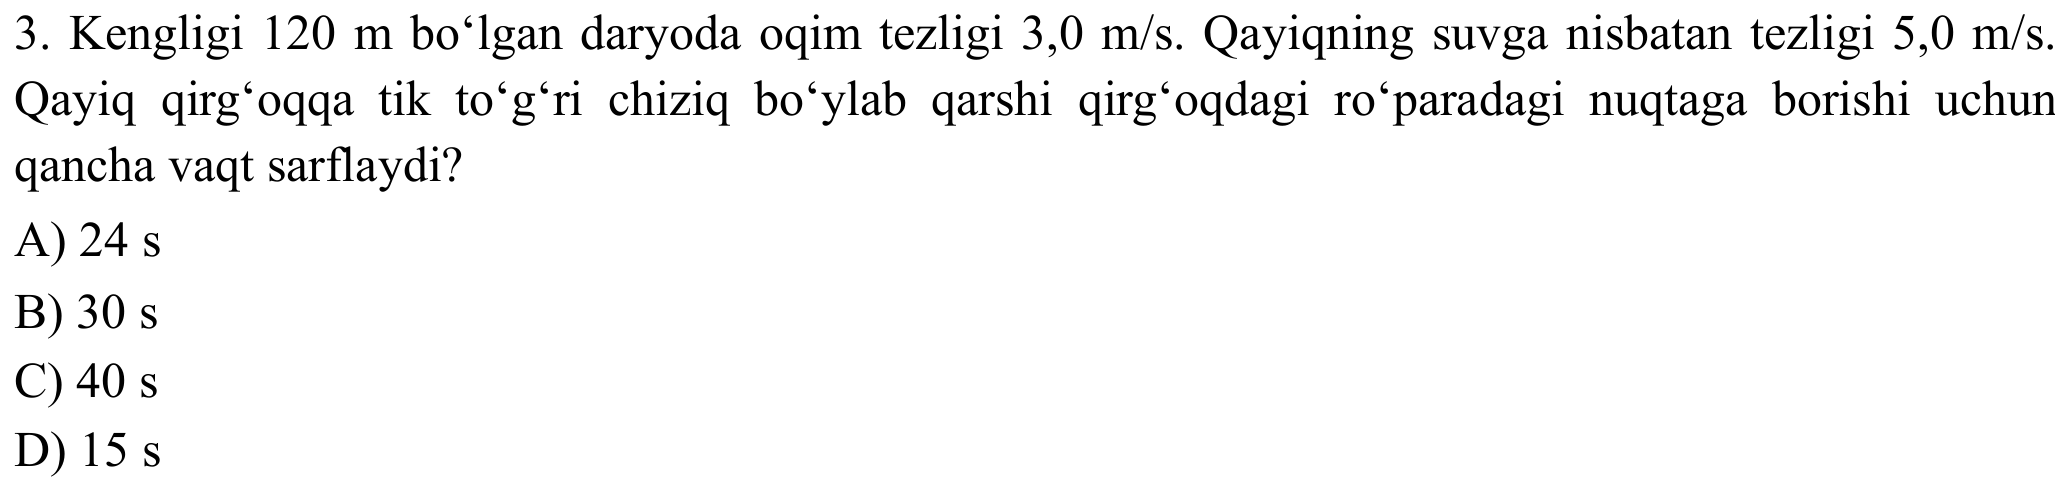 3. Kengligi 120 m bo‘lgan daryoda oqim tezligi 3,0 m/s. Qayiqning suvga nisbatan tezligi 5,0 m/s.
Qayiq qirg‘oqqa tik to‘g‘ri chiziq bo‘ylab qarshi qirg‘oqdagi ro‘paradagi nuqtaga borishi uchun
qancha vaqt sarflaydi?
A) 24 s
B) 30 s
C) 40 s
D) 15 s